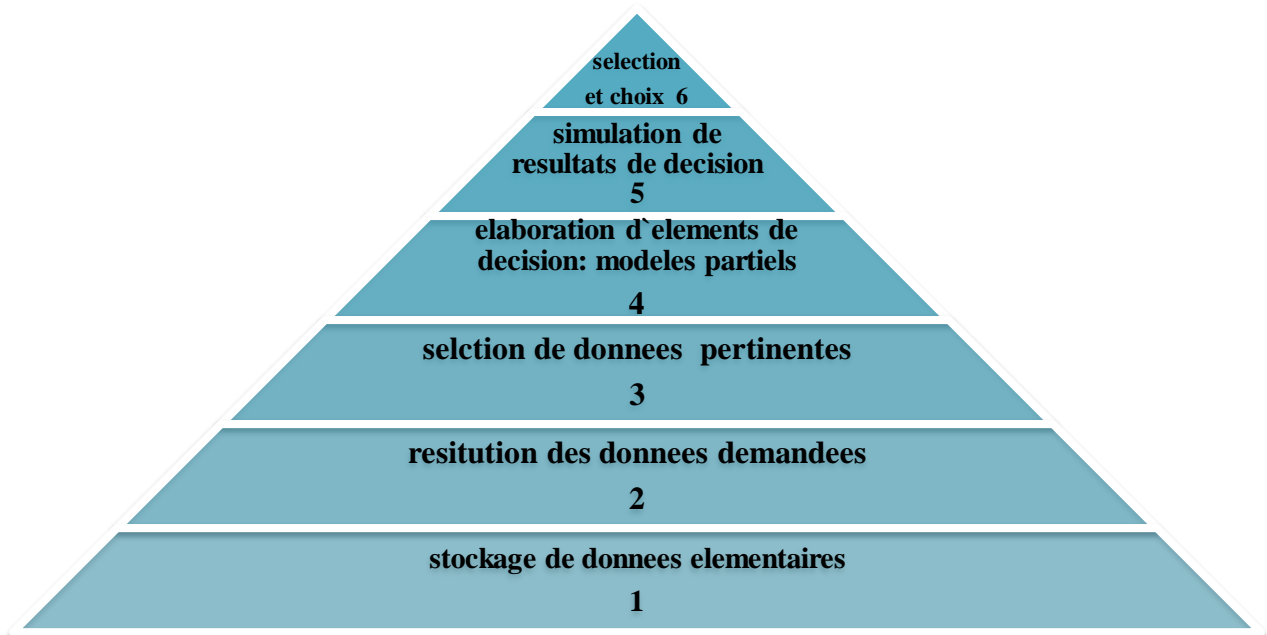 selection
et choix 6
simulation de
resultats de decision
5
elaboration d`elements de
decision: modeles partiels
4
selction de donnees pertinentes
3
resitution des donnees demandees
2
stockage de donnees elementaires
1